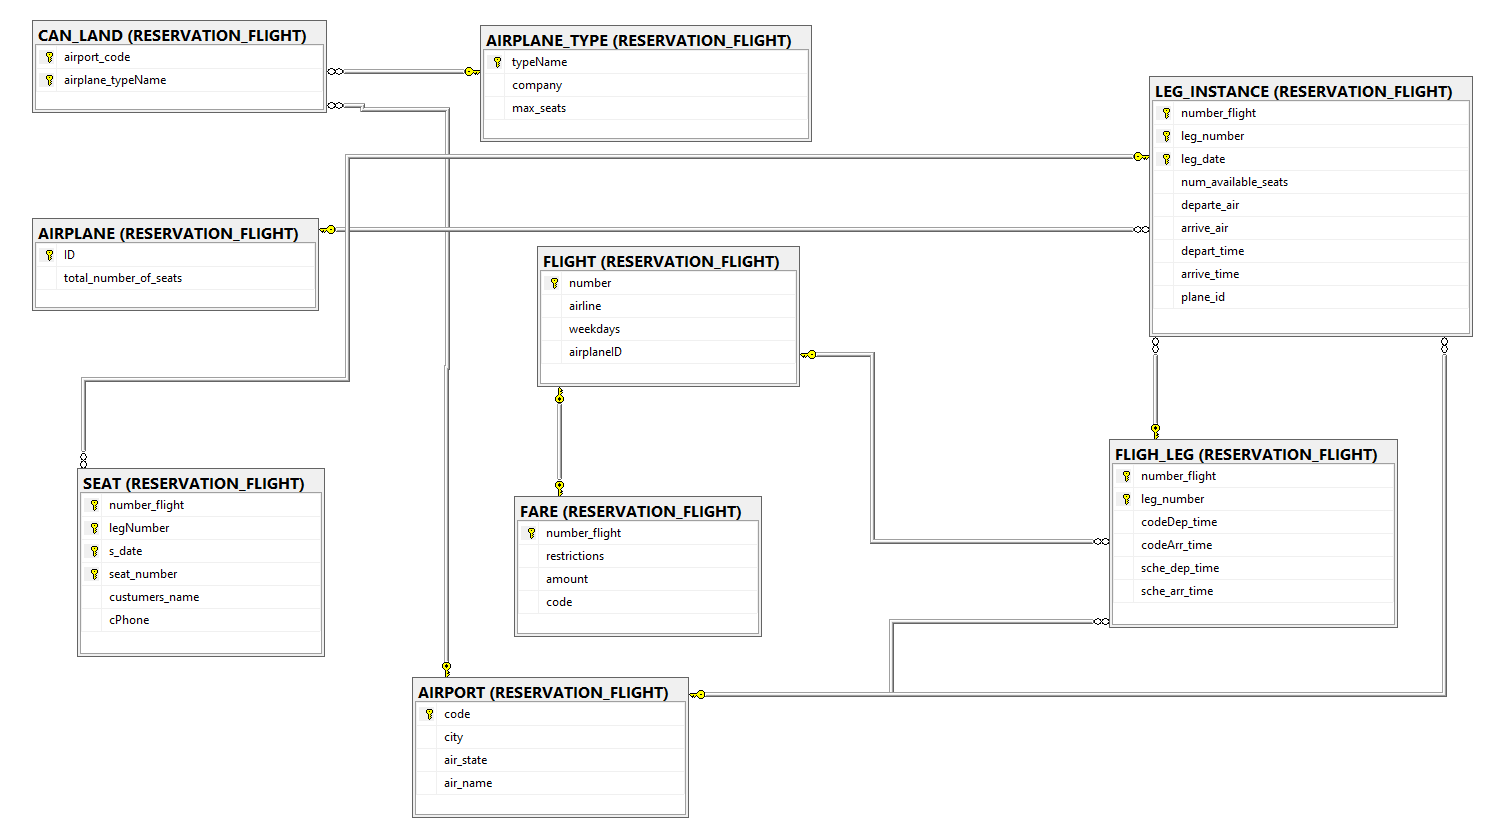 CAN_LAND (RESERVATION_FLIGHT)
airport_code
airplane_typeName
AIRPLANE_TYPE (RESERVATION_FLIGHT)
typeName
company
max_seats
LEG_INSTANCE (RESERVATION_FLIGHT)
number_flight
leg_number
leg_date
num_available_seats
departe_air
arrive_air
depart_time
arrive_time
plane_id
AIRPLANE (RESERVATION_FLIGHT)
ID
total_number_of_seats
FLIGHT (RESERVATION_FLIGHT)
number
airline
weekdays
airplaneID
FLIGH_LEG (RESERVATION_FLIGHT)
number_flight
leg_number
codeDep_time
codeArr_time
sche_dep_time
sche_arr_time
SEAT (RESERVATION_FLIGHT)
number_flight
legNumber
s_date
seat_number
custumers_name
cPhone
FARE (RESERVATION_FLIGHT)
number_flight
restrictions
amount
code
AIRPORT (RESERVATION_FLIGHT)
code
city
air_state
air_name